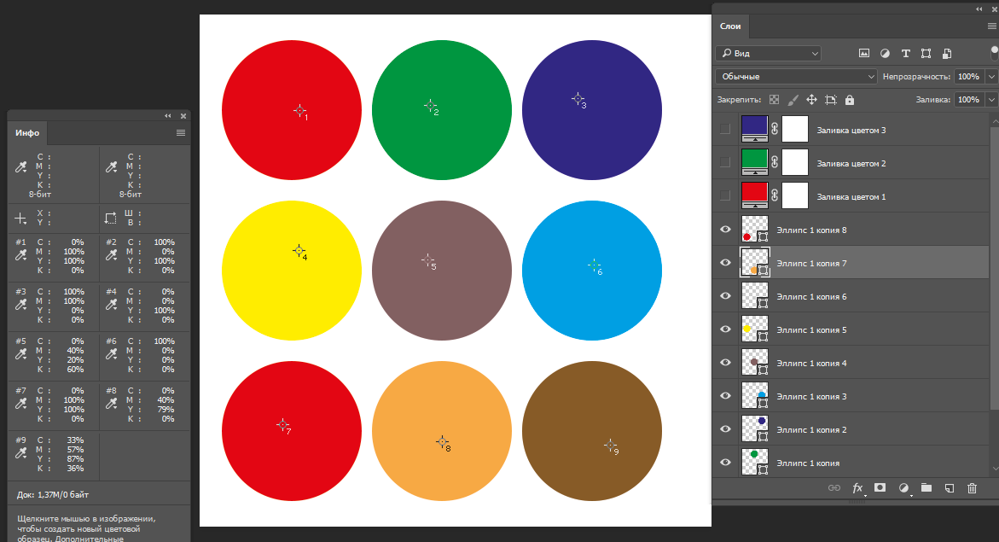 Инфо
C : C :
M : M :
Y : Y :
K : K :
8-бит 8-бит
X : Ш :
Y : В :
#1 C : 0% #2 C : 100%
M : 100% M : 0%
Y : 100% Y : 100%
K : 0% K : 0%
#3 C : 100% #4 C : 0%
M : 100% M : 0%
Y : 0% Y : 100%
K : 0% K : 0%
#5 C : 0% #6 C : 100%
M : 40% M : 0%
Y : 20% Y : 0%
K : 60% K : 0%
#7 C : 0% #8 C : 0%
M : 100% M : 40%
Y : 100% Y : 79%
K : 0% K : 0%
#9 C : 33%
M : 57%
Y : 87%
K : 36%
Док: 1,37M/0 байт
Щелкните мышью в изображении,
чтобы создать новый цветовой
образец. Дополнительные
1 2 3
4 5 6
7 8 9
Слои
Вид
Обычные Непрозрачность: 100%
Закрепить: Заливка: 100%
Заливка цветом 3
Заливка цветом 2
Заливка цветом 1
Эллипс 1 копия 8
Эллипс 1 копия 7
Эллипс 1 копия 6
Эллипс 1 копия 5
Эллипс 1 копия 4
Эллипс 1 копия 3
Эллипс 1 копия 2
Эллипс 1 копия
fx